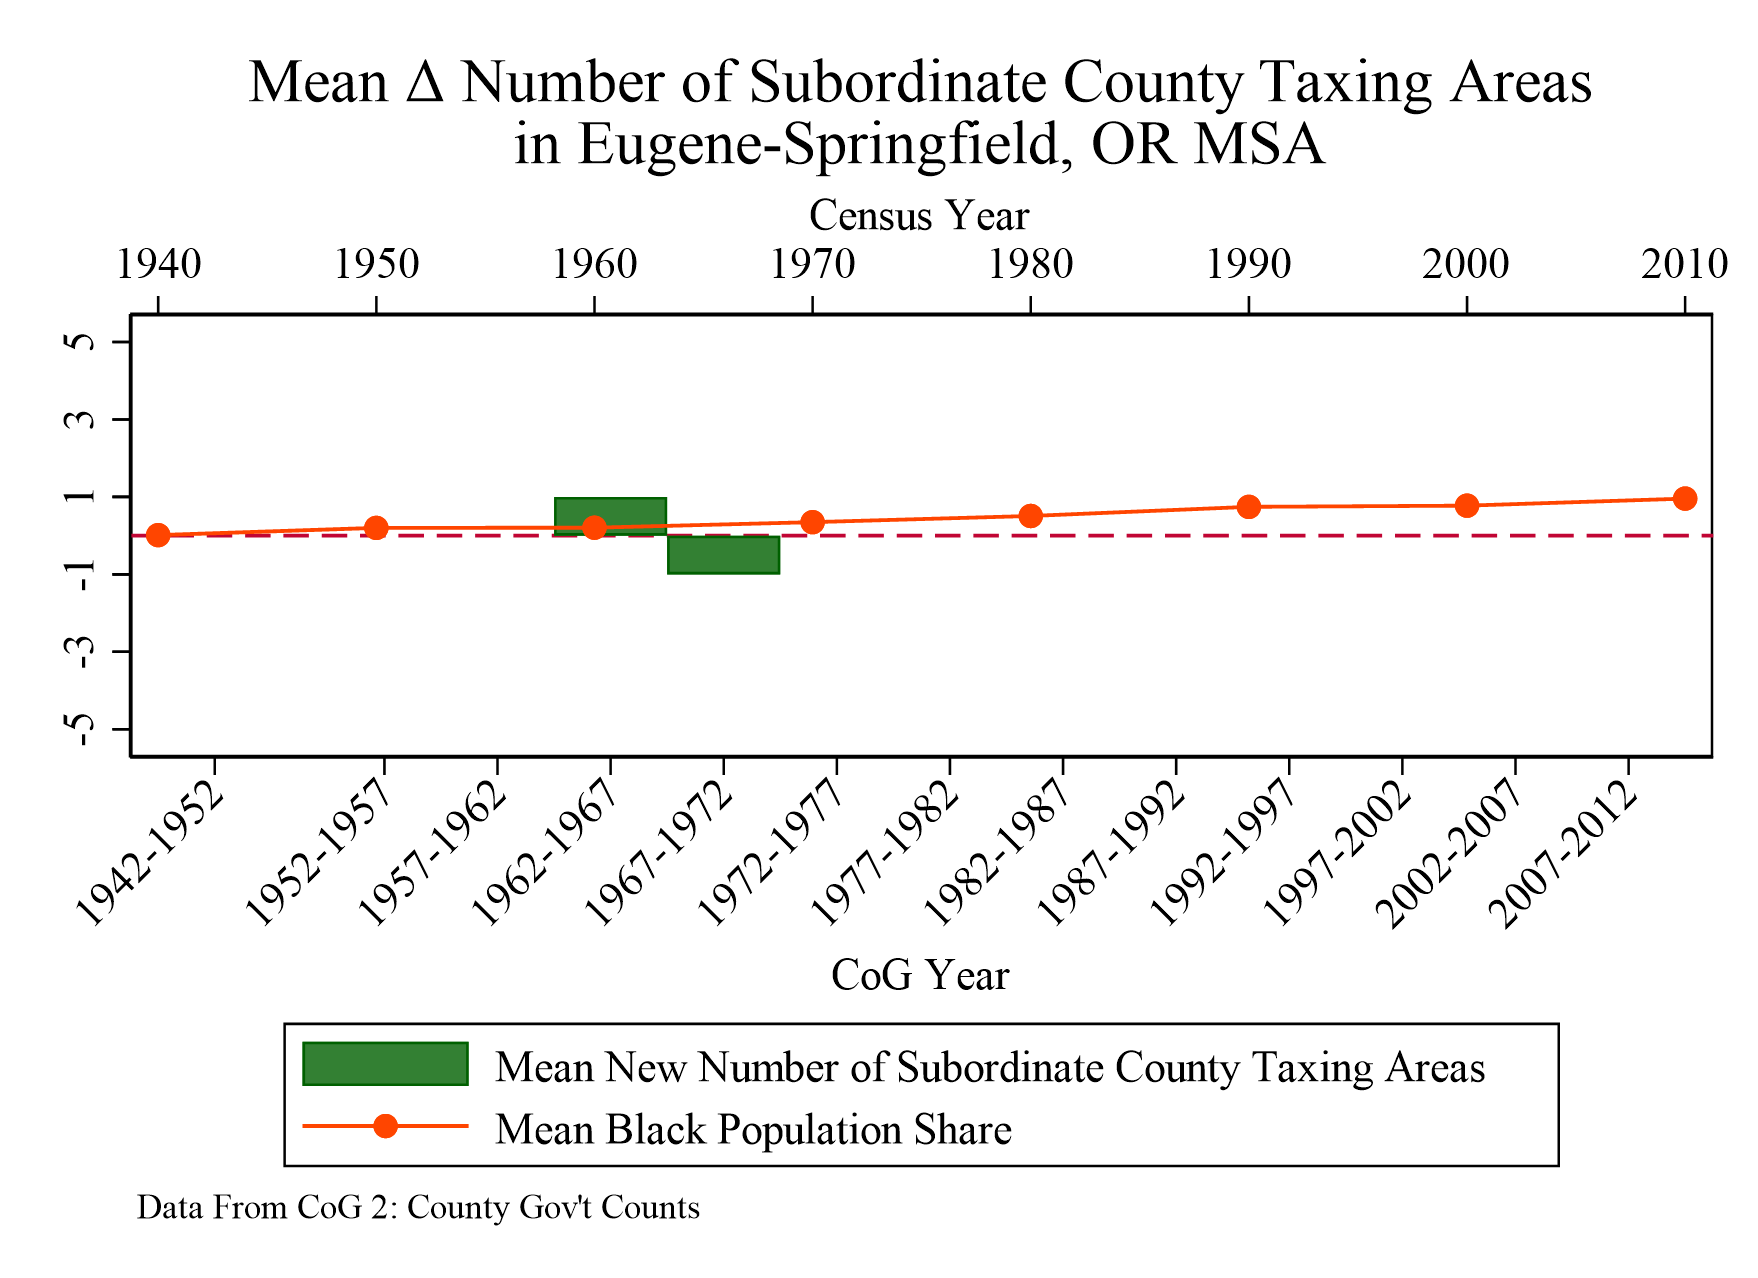 Mean Δ Number of Subordinate County Taxing Areas
in Eugene-Springfield, OR MSA
Census Year
1940 1950 1960 1970 1980 1990 2000 2010
5
3
1
-1
-3
-5
1942-1952 1952-1957 1957-1962 1962-1967 1967-1972 1972-1977 1977-1982 1982-1987 1987-1992 1992-1997 1997-2002 2002-2007 2007-2012
CoG Year
Mean New Number of Subordinate County Taxing Areas
Mean Black Population Share
Data From CoG 2: County Gov't Counts